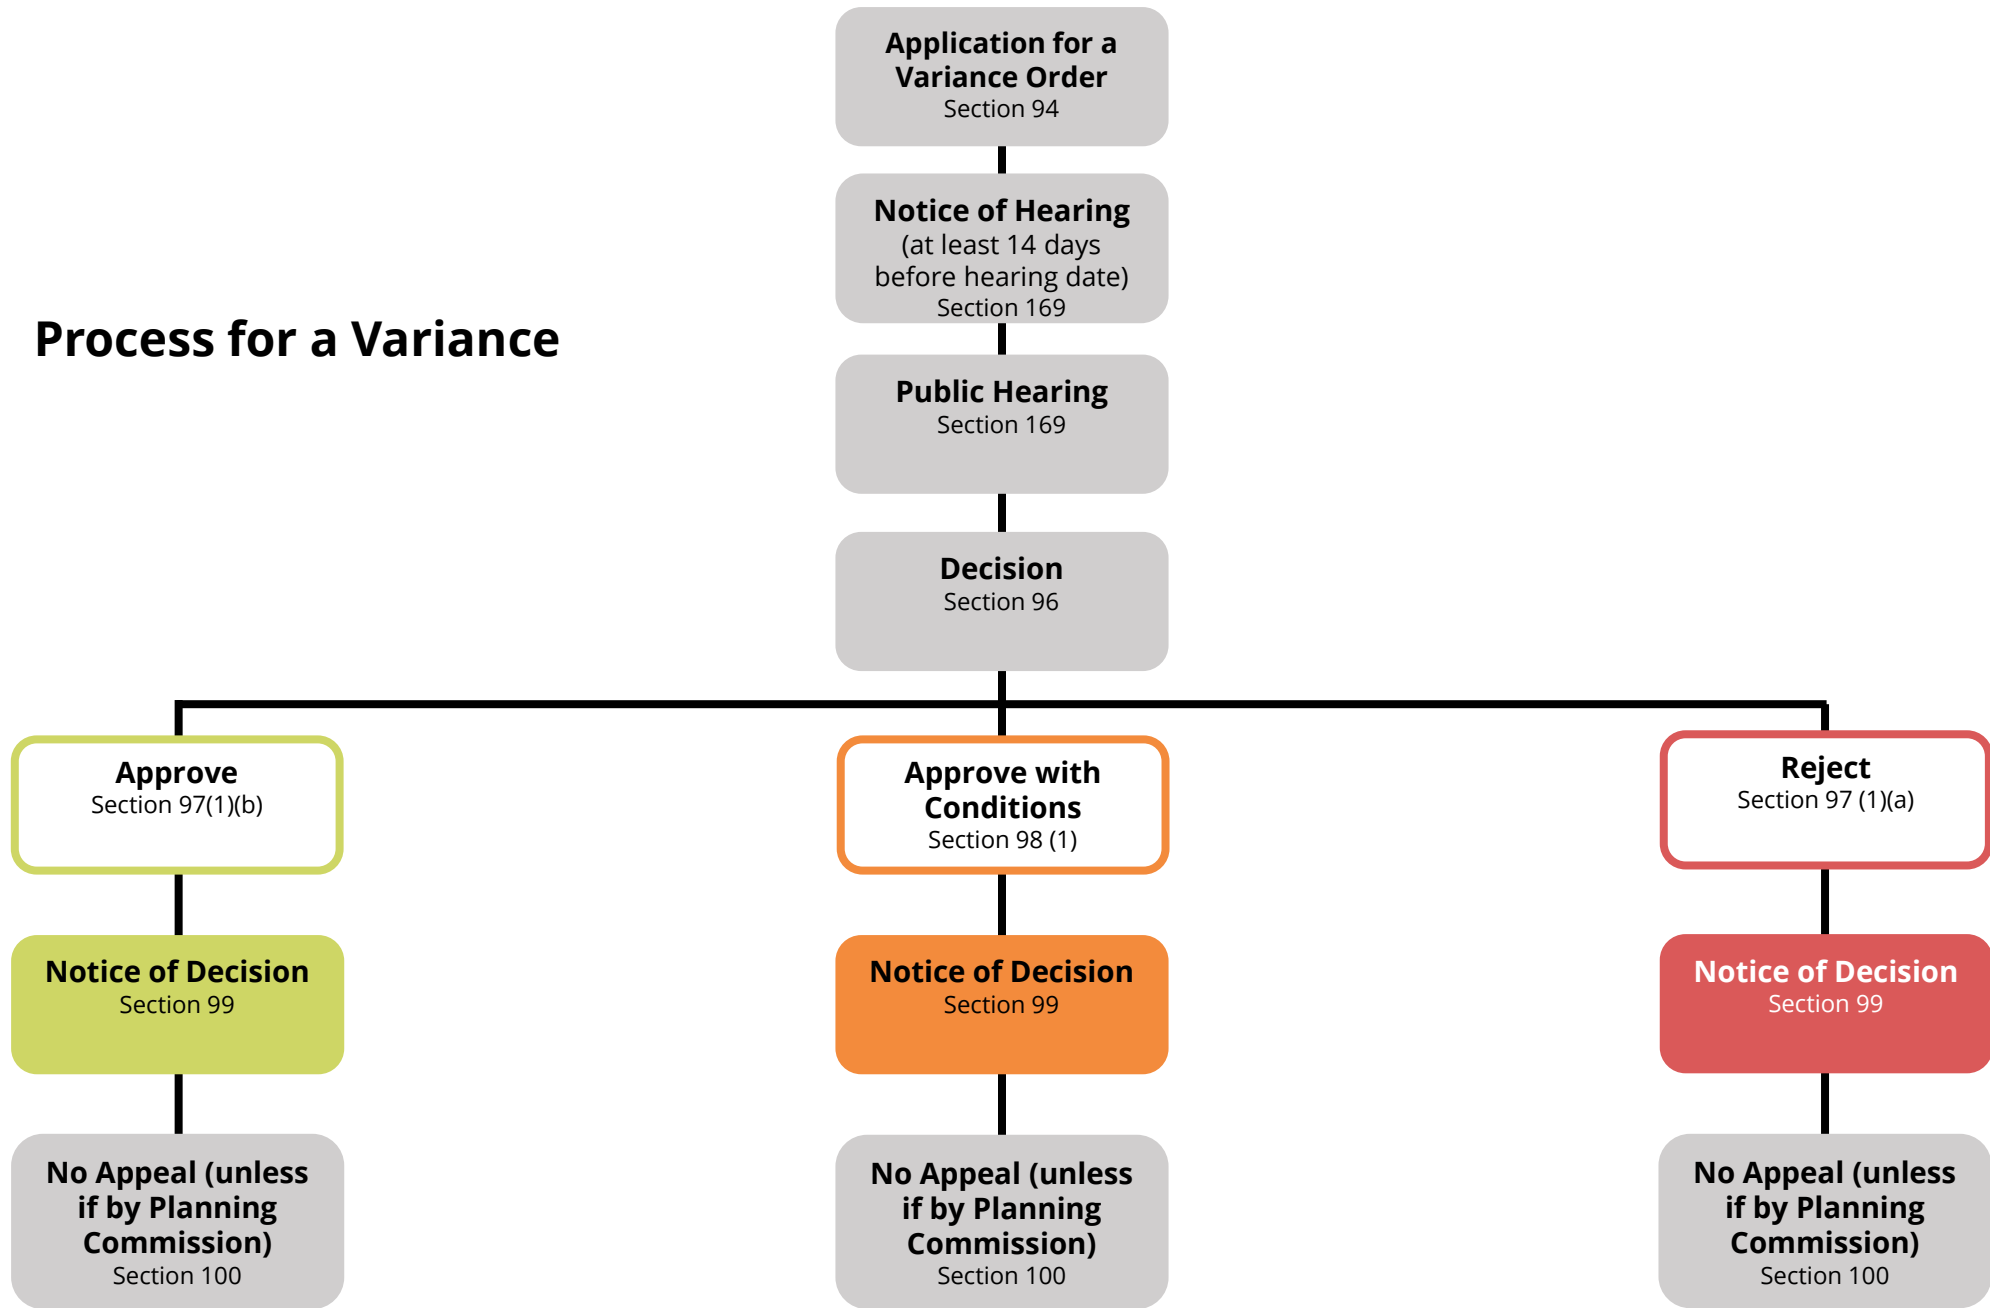 Application for a
Variance Order
Section 94
Notice of Hearing
(at least 14 days
before hearing date)
Section 169
Process for a Variance
Public Hearing
Section 169
Decision
Section 96
Approve
Section 97(1)(b)
Approve with
Conditions
Section 98 (1)
Reject
Section 97 (1)(a)
Notice of Decision
Section 99
Notice of Decision
Section 99
Notice of Decision
Section 99
No Appeal (unless
if by Planning
Commission)
Section 100
No Appeal (unless
if by Planning
Commission)
Section 100
No Appeal (unless
if by Planning
Commission)
Section 100